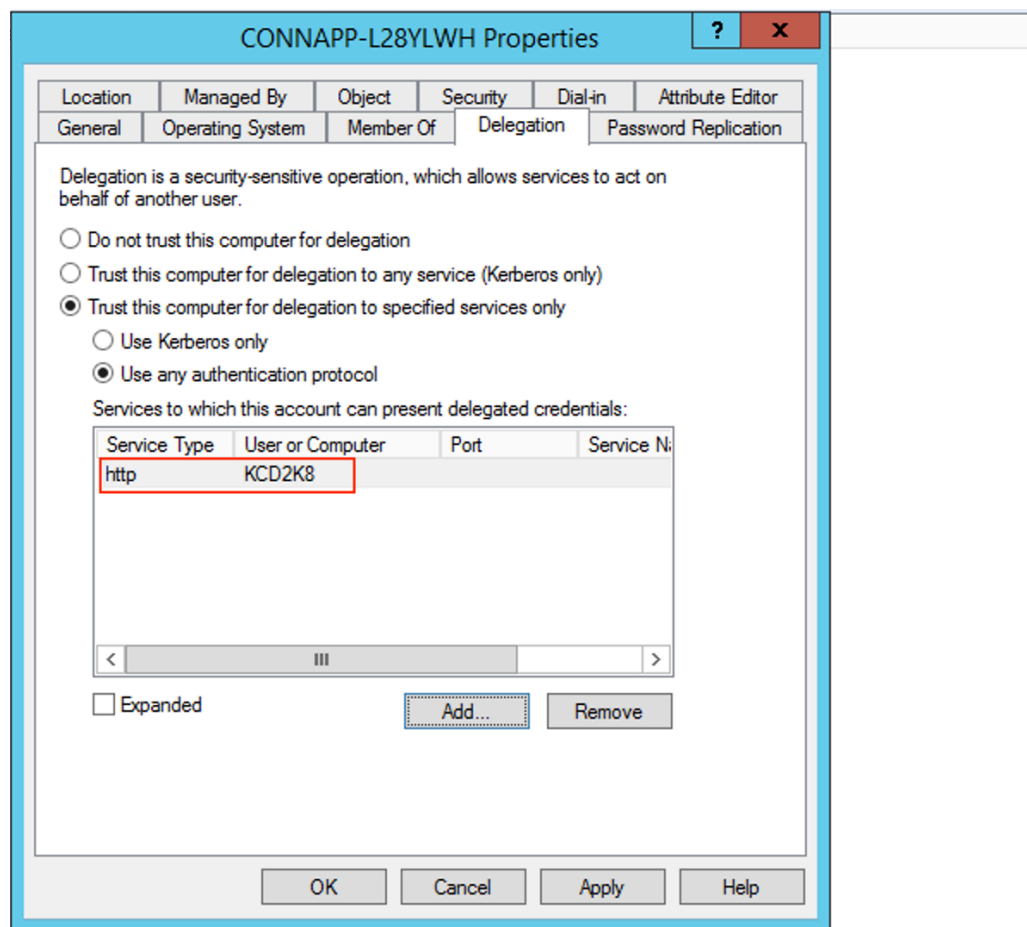 CONNAPP-L28YLWH Properties
?
x
Location Managed By Object Security Dial-in Attribute Editor
General Operating System Member Of Delegation Password Replication
Delegation is a security-sensitive operation, which allows services to act on
behalf of another user.
Do not trust this computer for delegation
Trust this computer for delegation to any service (Kerberos only)
Trust this computer for delegation to specified services only
Use Kerberos only
Use any authentication protocol
Services to which this account can present delegated credentials:
Service Type User or Computer Port Service Na
http KCD2K8
Expanded Add... Remove
OK Cancel Apply Help